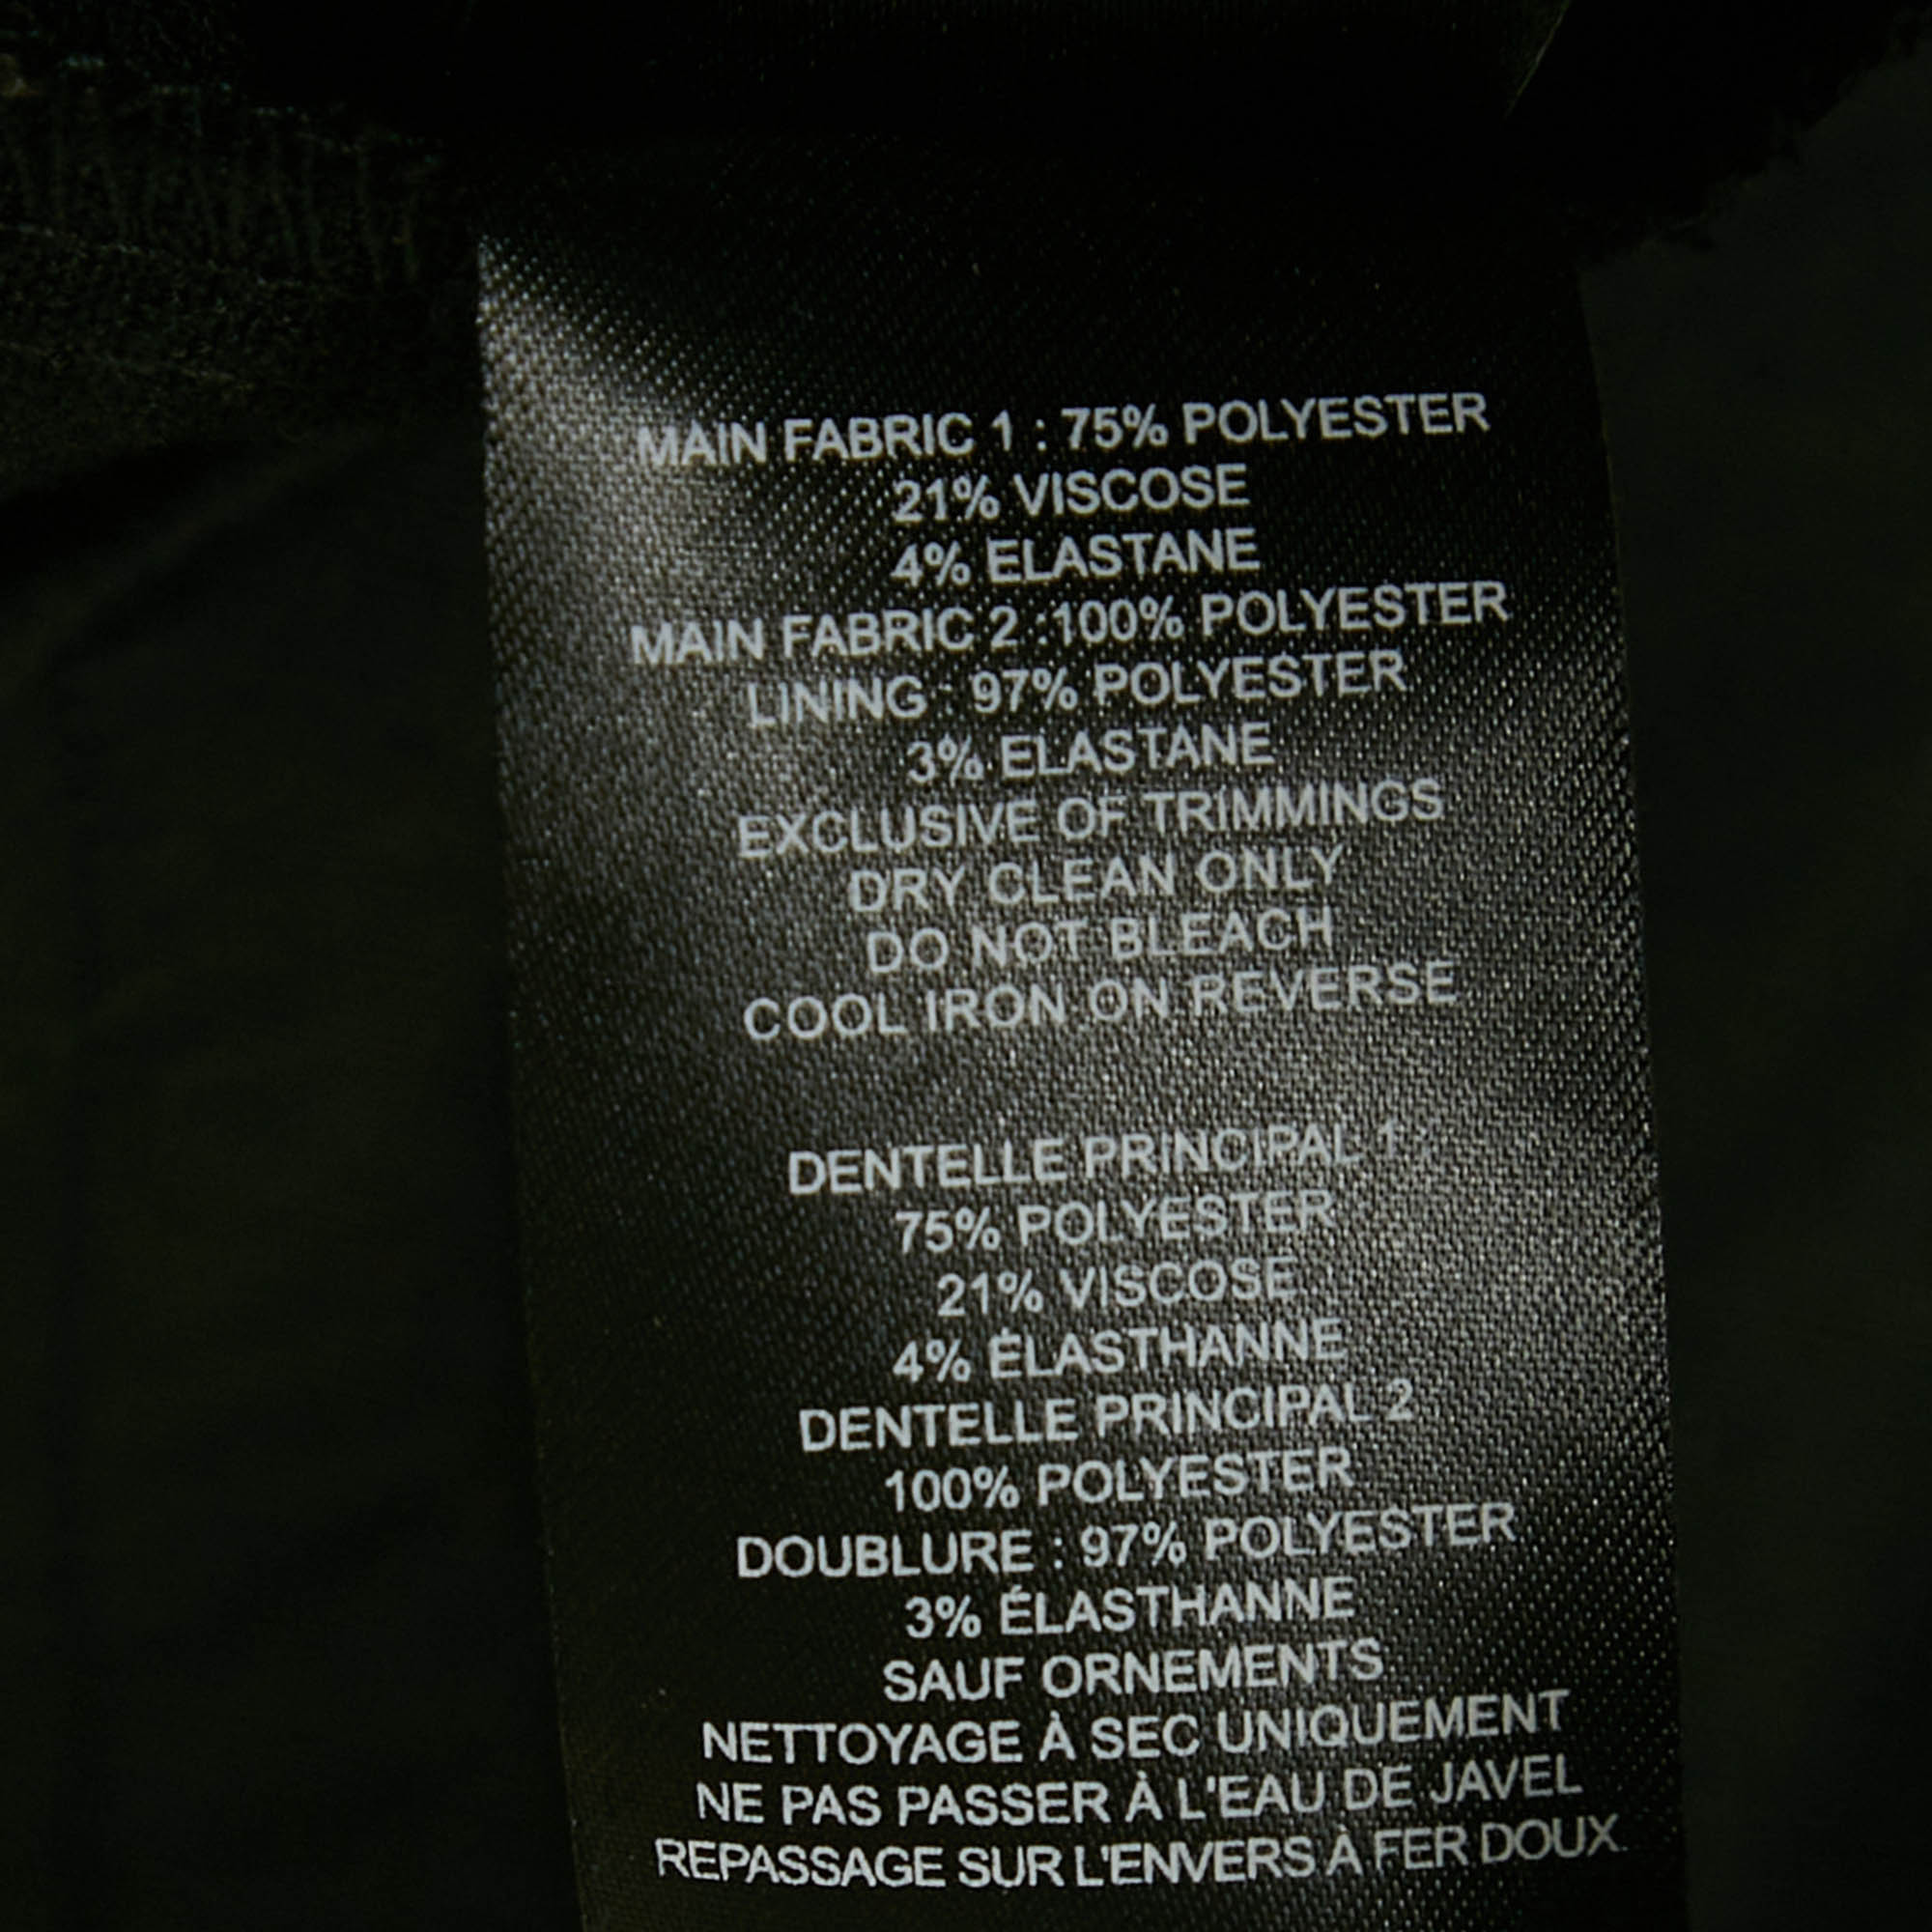 MAIN FABRIC 1 : 75% POLYESTER
21% VISCOSE
4% ELASTANE
MAIN FABRIC 2 :100% POLYESTER
LINING : 97% POLYESTER
3% ELASTANE
EXCLUSIVE OF TRIMMINGS
DRY CLEAN ONLY
DO NOT BLEACH
COOL IRON ON REVERSE
DENTELLE PRINCIPAL 1:
75% POLYESTER
21% VISCOSE
4% ÉLASTHANNE
DENTELLE PRINCIPAL 2
100% POLYESTER
DOUBLURE : 97% POLYESTER
3% ÉLASTHANNE
SAUF ORNEMENTS
NETTOYAGE À SEC UNIQUEMENT
NE PAS PASSER À L'EAU DE JAVEL
REPASSAGE SUR L'ENVERS À FER DOUX.